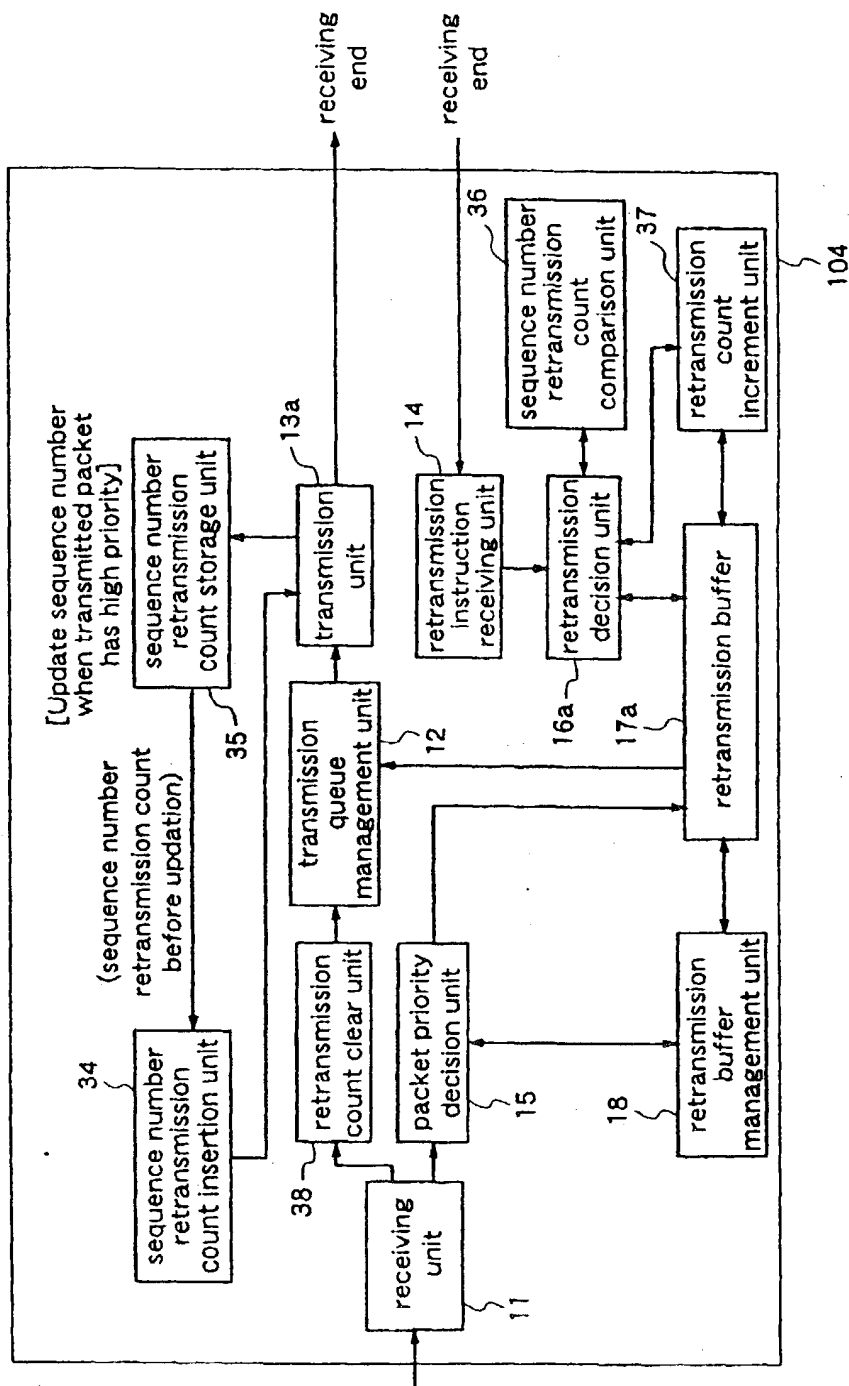 [Update sequence number
when transmitted packet
has high priority]
(sequence number
retransmission count
before updation)
34
sequence number
retransmission
count insertion unit
sequence number
retransmission
count storage unit
35
receiving
end
receiving
end
38
retransmission
count clear unit
transmission
queue
management unit
12
13a
transmission
unit
receiving
unit
11
packet priority
decision unit
15
14
retransmission
instruction
receiving unit
36
sequence number
retransmission
count
comparison unit
16a
retransmission
decision unit
37
retransmission
count
increment unit
18
retransmission
buffer
management unit
17a
retransmission buffer
104